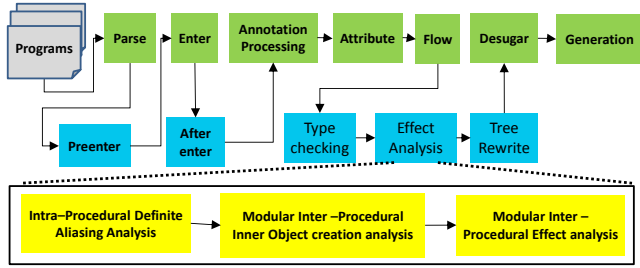 Programs
Parse
Enter
Annotation
Processing
Attribute
Flow
Desugar
Generation
Preenter
After
enter
Type
checking
Effect
Analysis
Tree
Rewrite
Intra–Procedural Definite
Aliasing Analysis
Modular Inter –Procedural
Inner Object creation analysis
Modular Inter –
Procedural Effect analysis